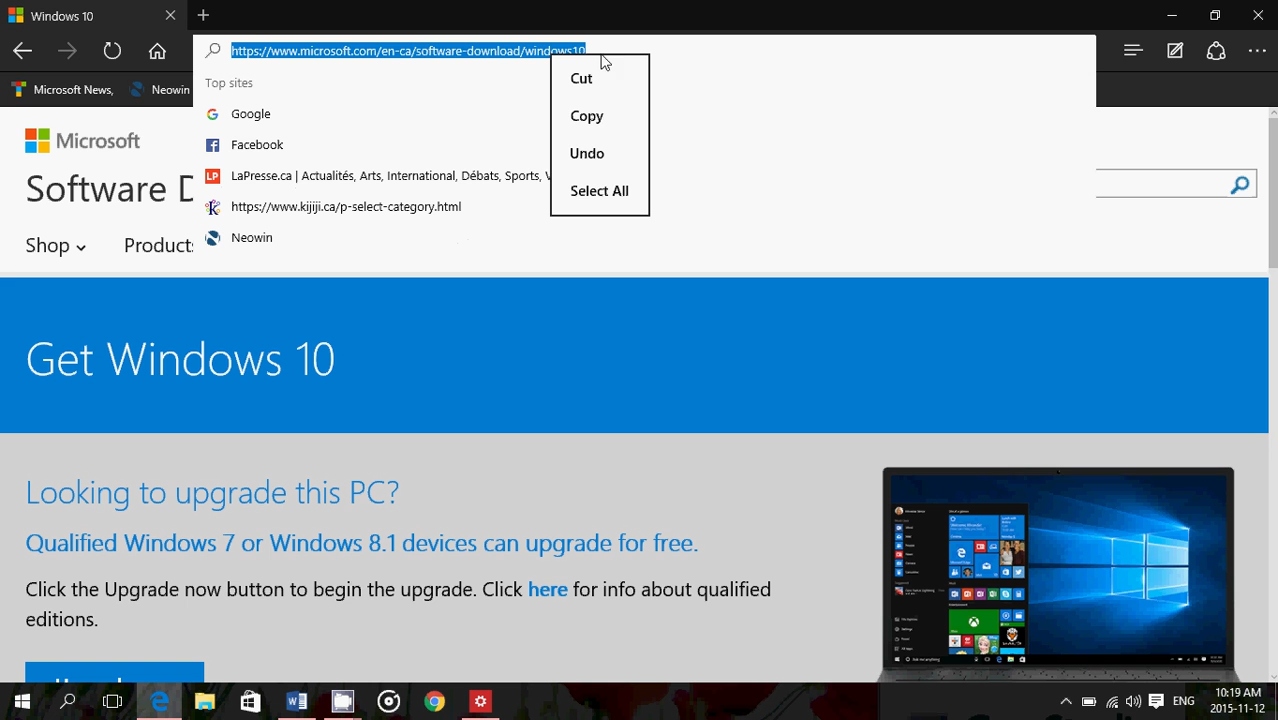 Windows 10
https://www.microsoft.com/en-ca/software-download/windows10
Microsoft News,
Neowin
Top sites
Google
Facebook
LaPresse.ca | Actualités, Arts, International, Débats, Sports, V
https://www.kijiji.ca/p-select-category.html
Neowin
Cut
Copy
Undo
Select All
Microsoft
Software D
Shop
Products
Get Windows 10
Looking to upgrade this PC?
Qualified Windows 7 or Windows 8.1 devices can upgrade for free.
Click the Upgrade now button to begin the upgrade. Click here for info about qualified
editions.
ENG
10:19 AM
2015-11-12